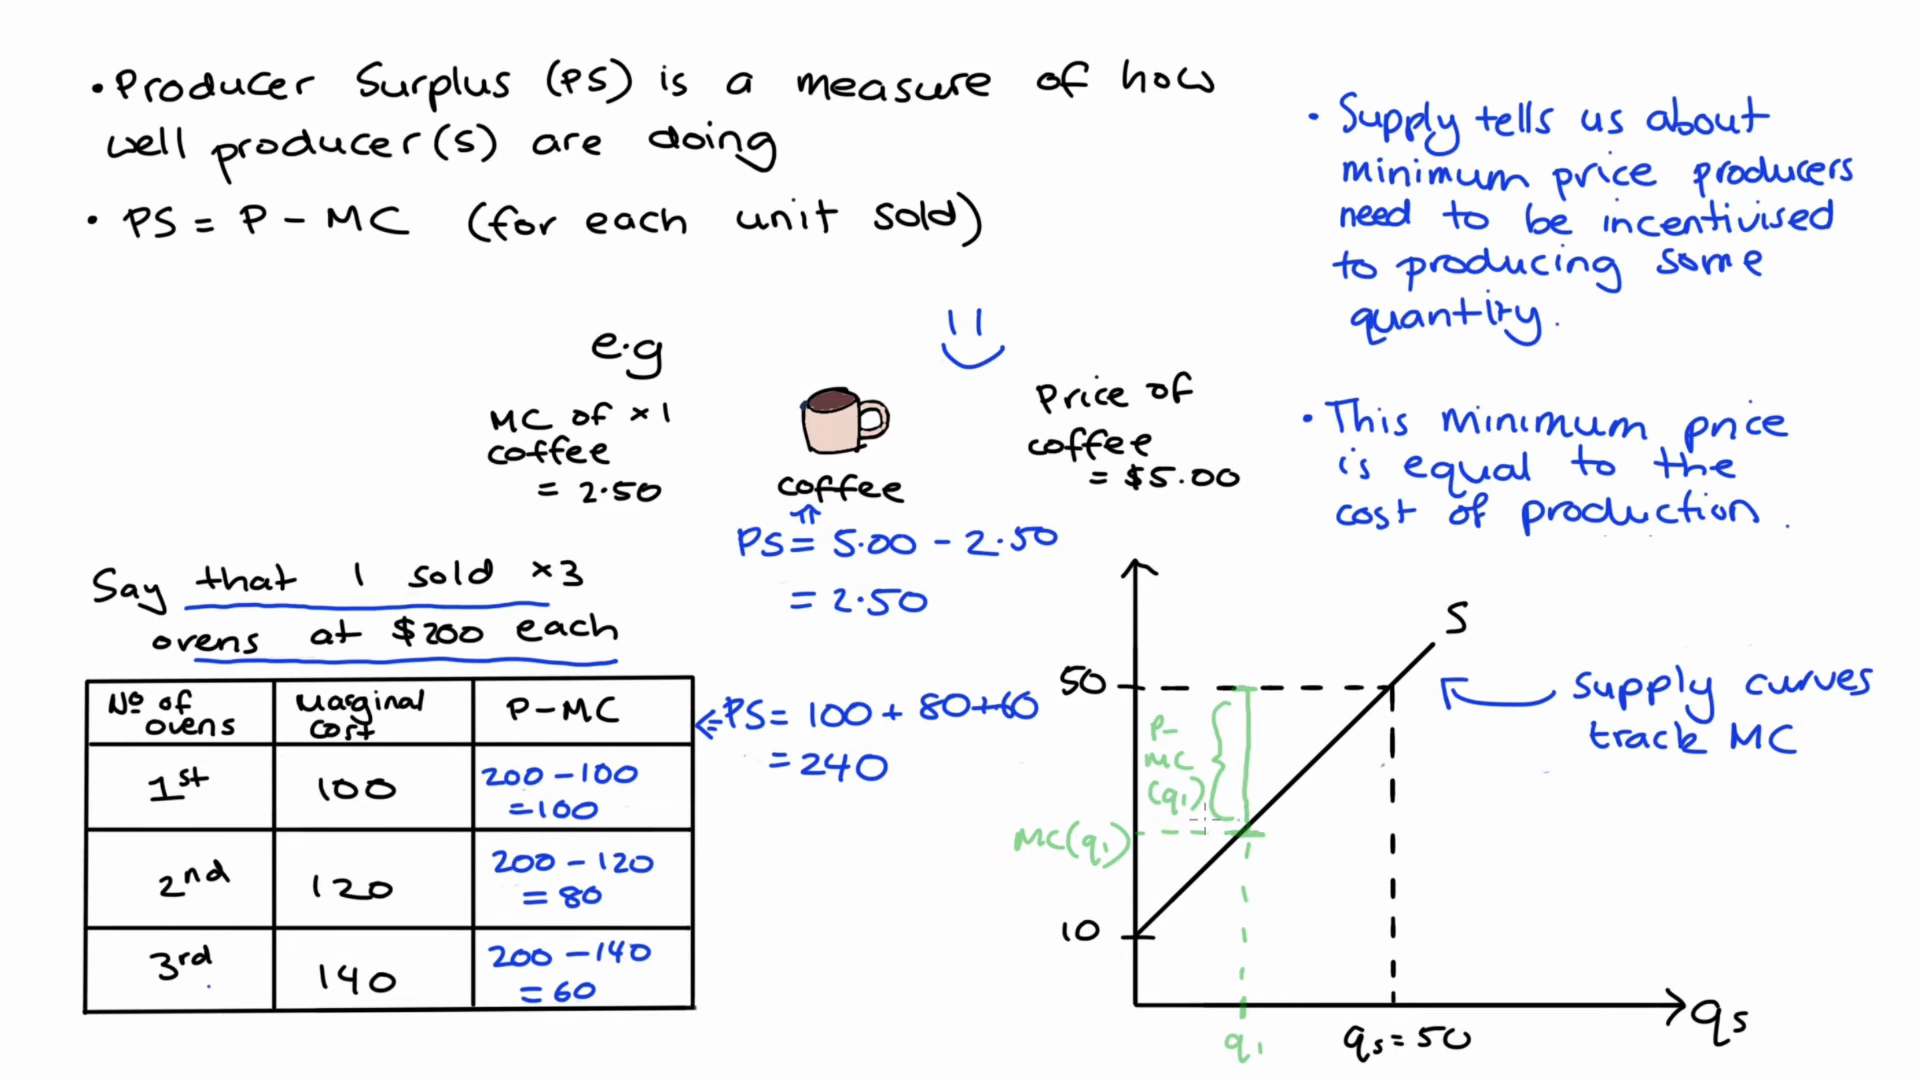 • Producer Surplus (PS) is a measure of how
well producer(s) are doing
• PS = P - MC (for each unit sold)
e.g
MC of x1
coffee
= 2.50
coffee
Price of
coffee
= $5.00
PS = 5.00 - 2.50
= 2.50
Say that I sold x3
ovens at $200 each
Nº of
ovens
Marginal
cost
P-MC
1st
100
200 - 100
= 100
2nd
120
200 - 120
= 80
3rd
140
200 - 140
= 60
PS = 100 + 80 + 60
= 240
• Supply tells us about
minimum price producers
need to be incentivised
to producing some
quantity.
• This minimum price
is equal to the
cost of production.
S
50
P-
MC
(q1)
MC(q1)
10
q1
qs = 50
qs
Supply curves
track MC